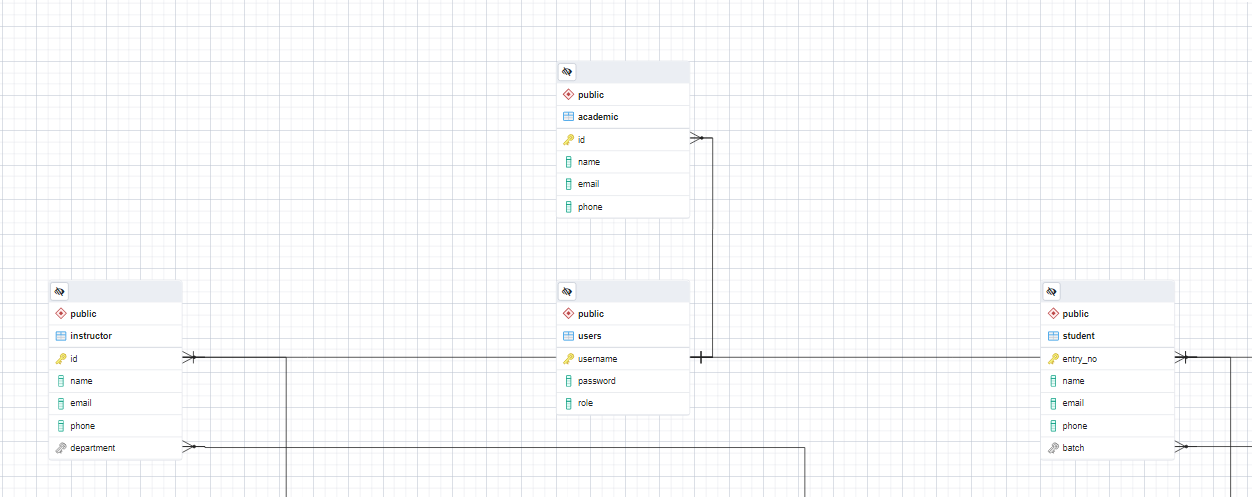 public
academic
id
name
email
phone
public
instructor
id
name
email
phone
department
public
users
username
password
role
public
student
entry_no
name
email
phone
batch